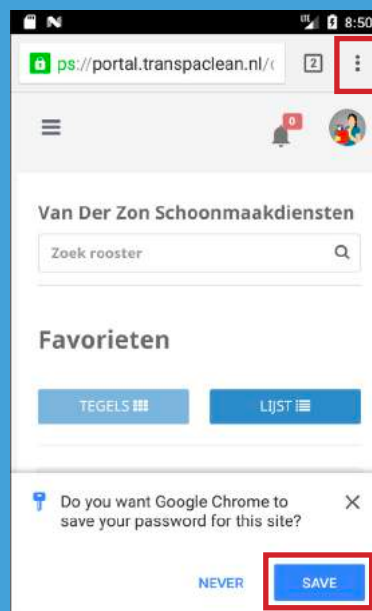 LTE 8:50
ps://portal.transpaclean.nl/
2
0
Van Der Zon Schoonmaakdiensten
Zoek rooster
Favorieten
TEGELS LIJST
Do you want Google Chrome to
save your password for this site?
NEVER SAVE